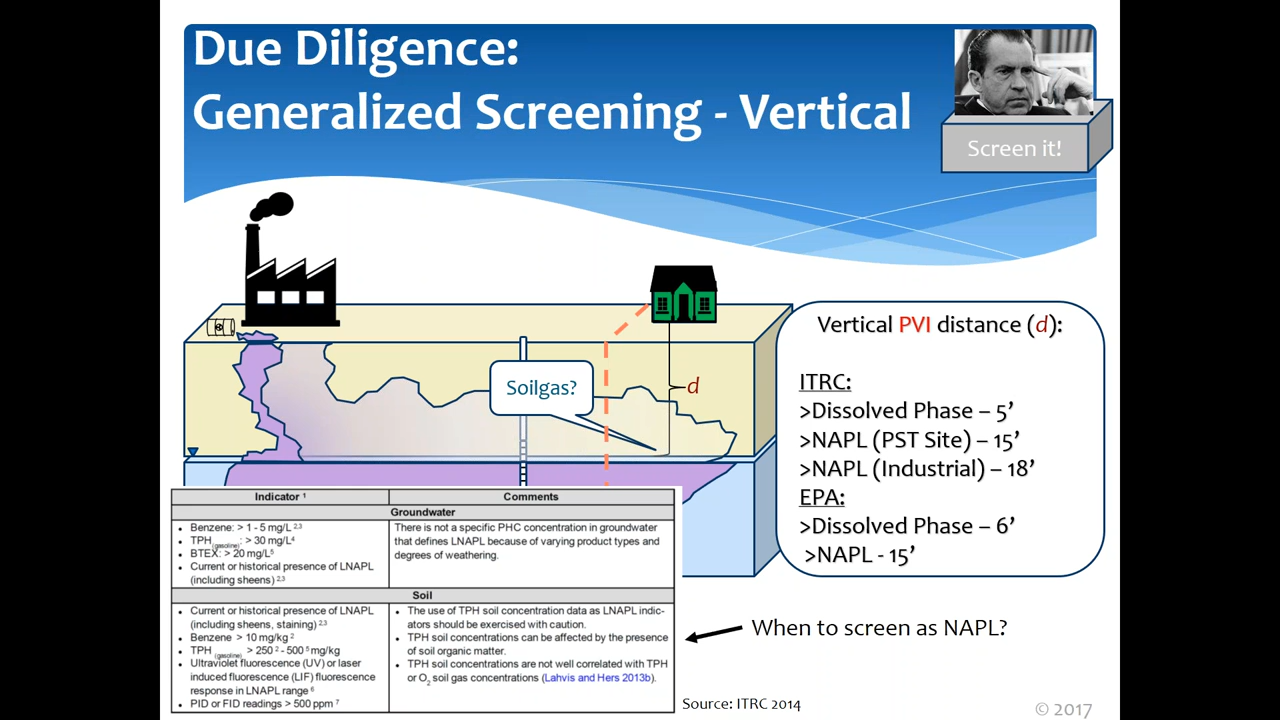 Due Diligence:
Generalized Screening - Vertical
Screen it!
Soilgas?
d
Vertical PVI distance (d):
ITRC:
>Dissolved Phase – 5’
>NAPL (PST Site) – 15’
>NAPL (Industrial) – 18’
EPA:
>Dissolved Phase – 6’
>NAPL - 15’
Indicator ¹
Comments
Groundwater
• Benzene: > 1 - 5 mg/L ²,³
• TPH (gasoline): > 30 mg/L⁴
• BTEX: > 20 mg/L⁵
• Current or historical presence of LNAPL
(including sheens) ²,³
There is not a specific PHC concentration in groundwater
that defines LNAPL because of varying product types and
degrees of weathering.
Soil
• Current or historical presence of LNAPL
(including sheens, staining) ²,³
• Benzene > 10 mg/kg ²
• TPH (gasoline) > 250 ² - 500 ⁵ mg/kg
• Ultraviolet fluorescence (UV) or laser
induced fluorescence (LIF) fluorescence
response in LNAPL range ⁶
• PID or FID readings > 500 ppm ⁷
• The use of TPH soil concentration data as LNAPL indic-
ators should be exercised with caution.
• TPH soil concentrations can be affected by the presence
of soil organic matter.
• TPH soil concentrations are not well correlated with TPH
or O₂ soil gas concentrations (Lahvis and Hers 2013b).
When to screen as NAPL?
Source: ITRC 2014
© 2017